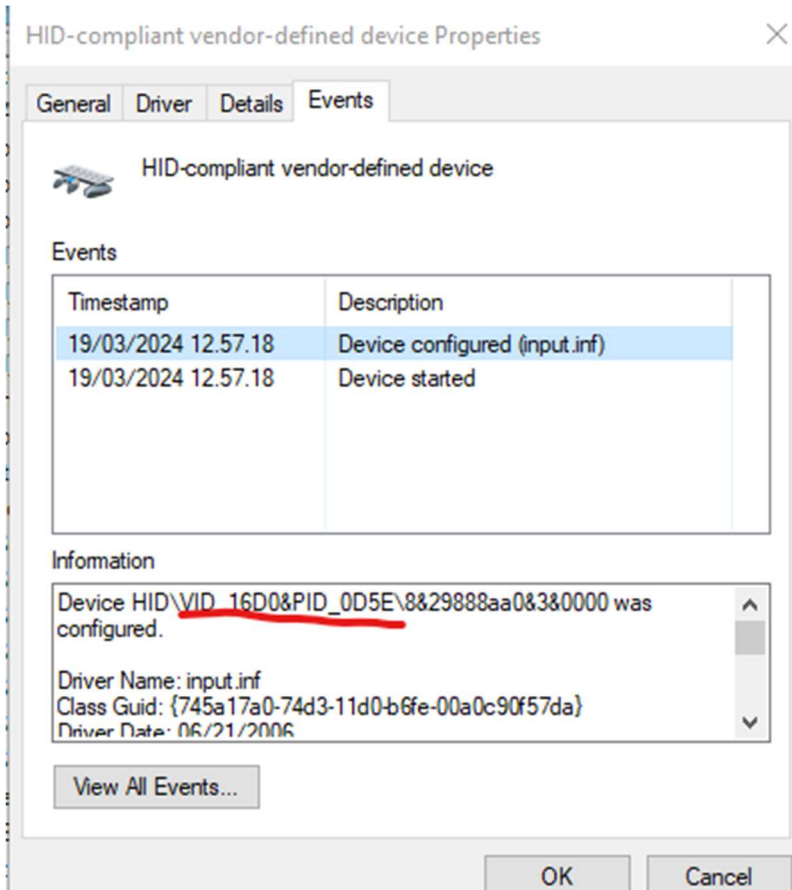 HID-compliant vendor-defined device Properties
General Driver Details Events
HID-compliant vendor-defined device
Events
Timestamp Description
19/03/2024 12.57.18 Device configured (input.inf)
19/03/2024 12.57.18 Device started
Information
Device HID\VID_16D0&PID_0D5E\8&29888aa0&3&0000 was
configured.
Driver Name: input.inf
Class Guid: {745a17a0-74d3-11d0-b6fe-00a0c90f57da}
Driver Date: 06/21/2006
View All Events...
OK Cancel